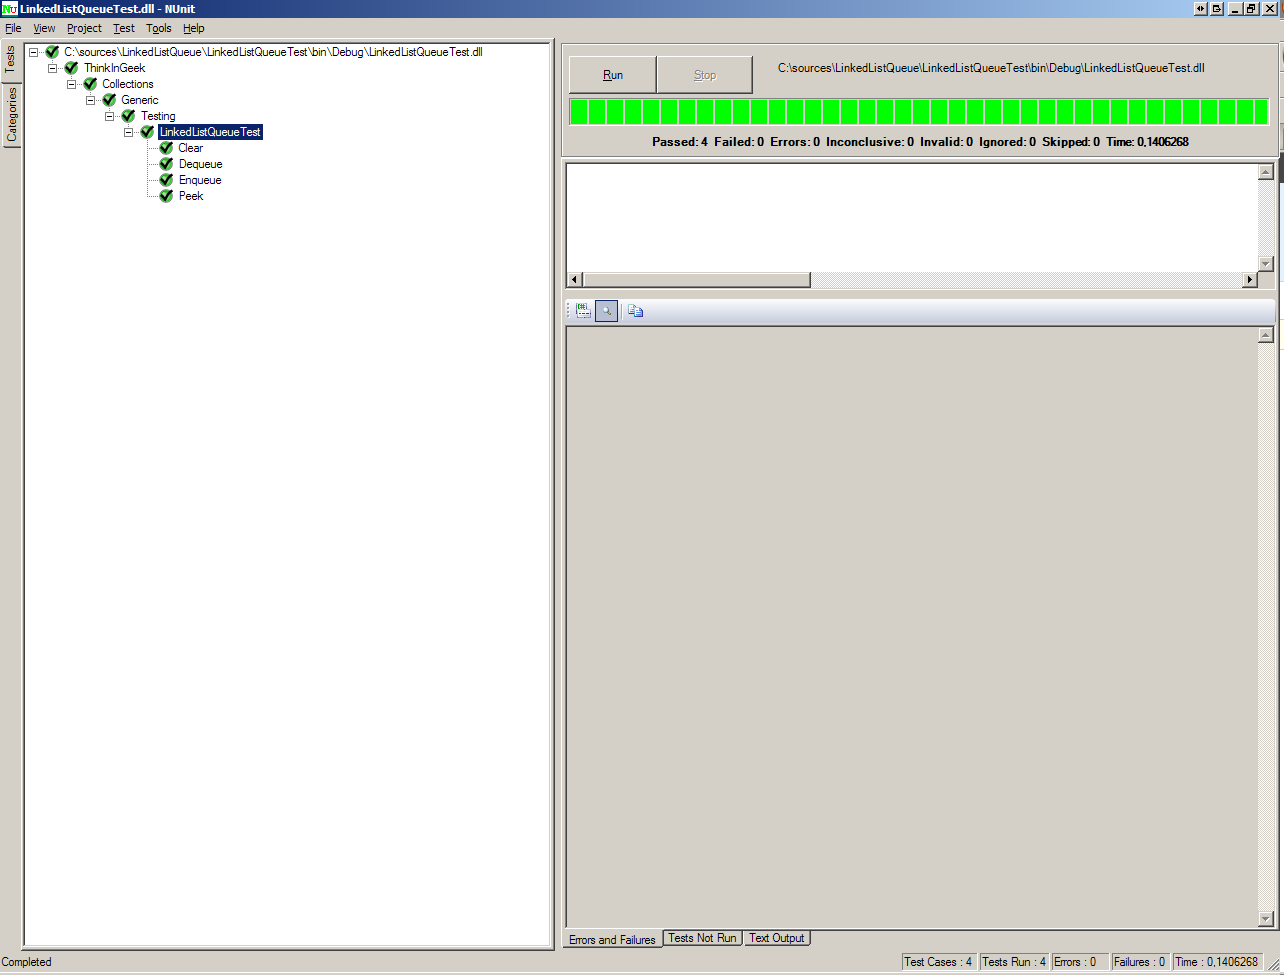 LinkedListQueueTest.dll - NUnit
File View Project Test Tools Help
Tests
Categories
C:\sources\LinkedListQueue\LinkedListQueueTest\bin\Debug\LinkedListQueueTest.dll
ThinkInGeek
Collections
Generic
Testing
LinkedListQueueTest
Clear
Dequeue
Enqueue
Peek
Run Stop C:\sources\LinkedListQueue\LinkedListQueueTest\bin\Debug\LinkedListQueueTest.dll
Passed: 4 Failed: 0 Errors: 0 Inconclusive: 0 Invalid: 0 Ignored: 0 Skipped: 0 Time: 0,1406268
Errors and Failures Tests Not Run Text Output
Completed Test Cases : 4 Tests Run : 4 Errors : 0 Failures : 0 Time : 0,1406268